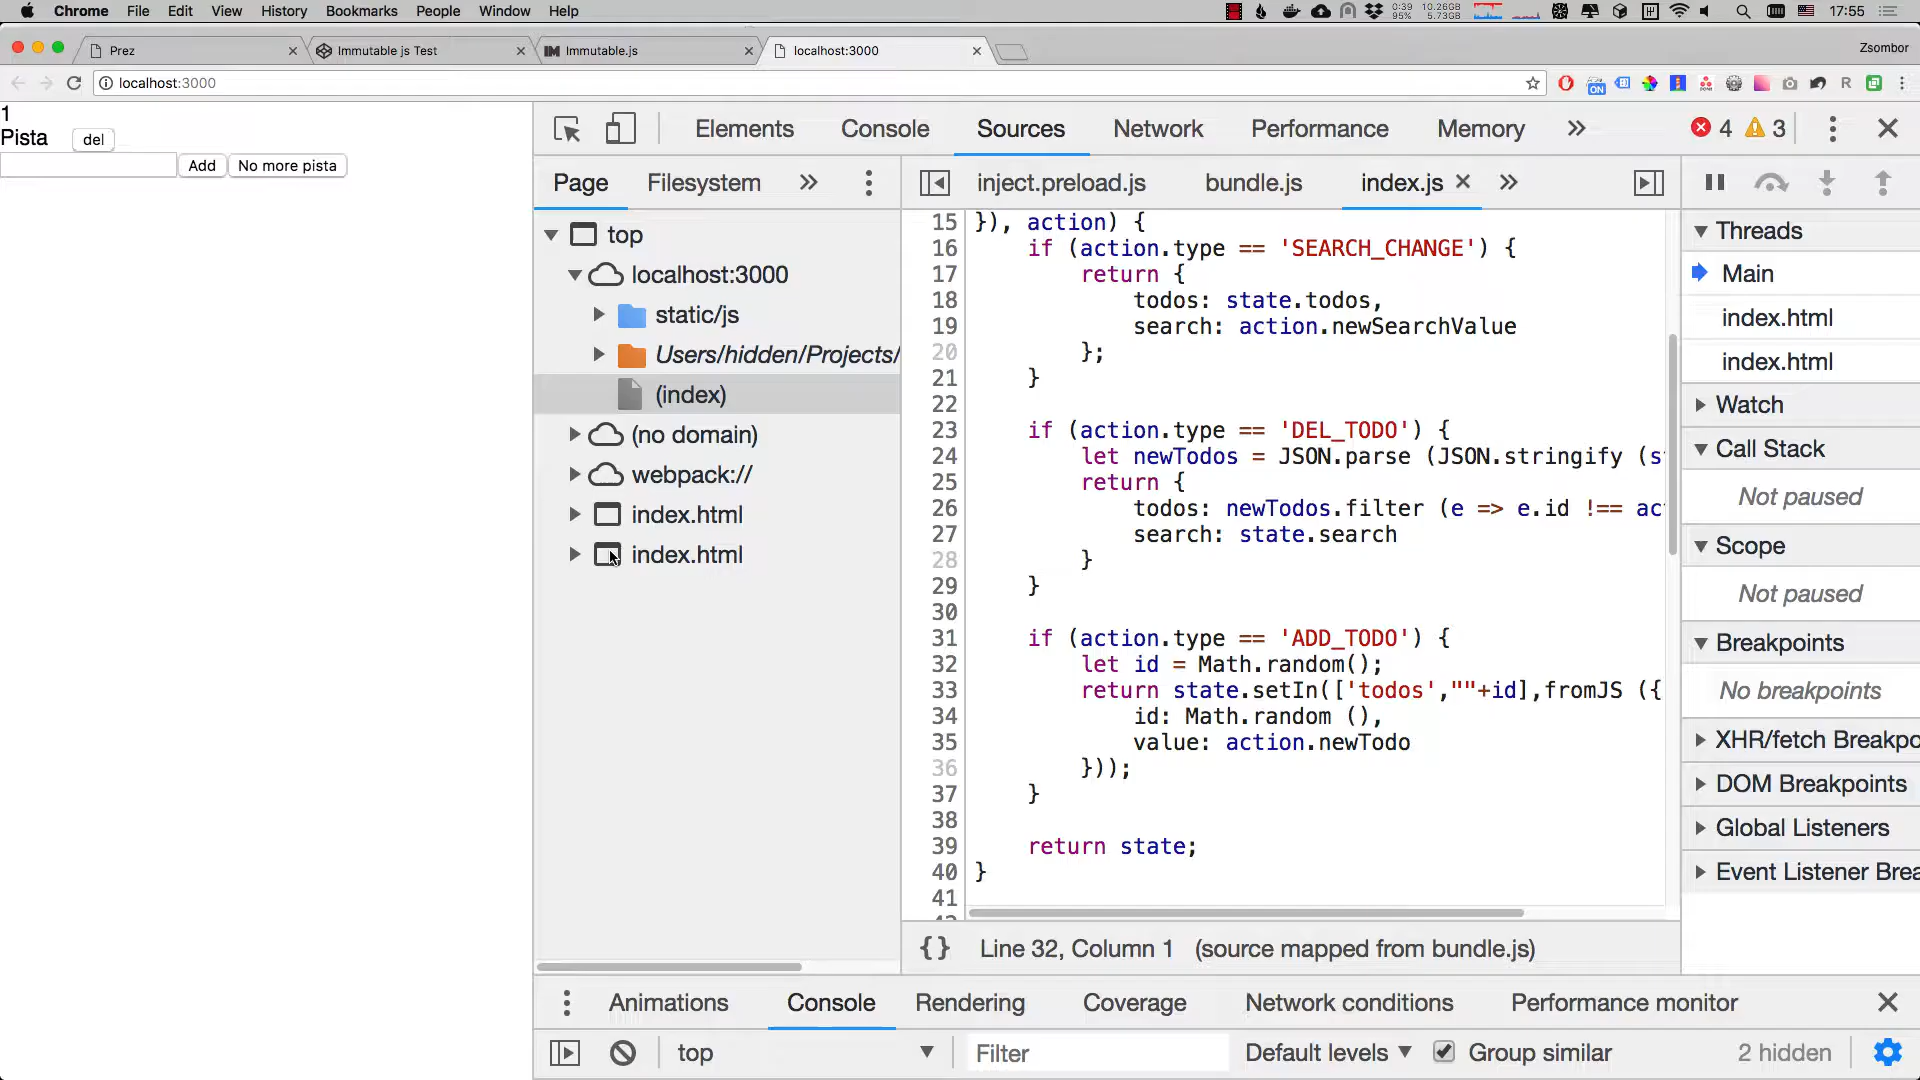 Chrome File Edit View History Bookmarks People Window Help 0:39 95% 10.26GB 5.73GB 17:55
Prez Immutable js Test Immutable.js localhost:3000 Zsombor
localhost:3000 ON R
1
Pista del
Add No more pista
Elements Console Sources Network Performance Memory 4 3
Page Filesystem inject.preload.js bundle.js index.js
top
localhost:3000
static/js
Users/hidden/Projects/
(index)
(no domain)
webpack://
index.html
index.html
15 }), action) {
16 if (action.type == 'SEARCH_CHANGE') {
17 return {
18 todos: state.todos,
19 search: action.newSearchValue
20 };
21 }
22
23 if (action.type == 'DEL_TODO') {
24 let newTodos = JSON.parse (JSON.stringify (s
25 return {
26 todos: newTodos.filter (e => e.id !== ac
27 search: state.search
28 }
29 }
30
31 if (action.type == 'ADD_TODO') {
32 let id = Math.random();
33 return state.setIn(['todos',""+id],fromJS ({
34 id: Math.random (),
35 value: action.newTodo
36 }));
37 }
38
39 return state;
40 }
41
{} Line 32, Column 1 (source mapped from bundle.js)
Threads
Main
index.html
index.html
Watch
Call Stack
Not paused
Scope
Not paused
Breakpoints
No breakpoints
XHR/fetch Breakpo
DOM Breakpoints
Global Listeners
Event Listener Brea
Animations Console Rendering Coverage Network conditions Performance monitor
top Filter Default levels Group similar 2 hidden